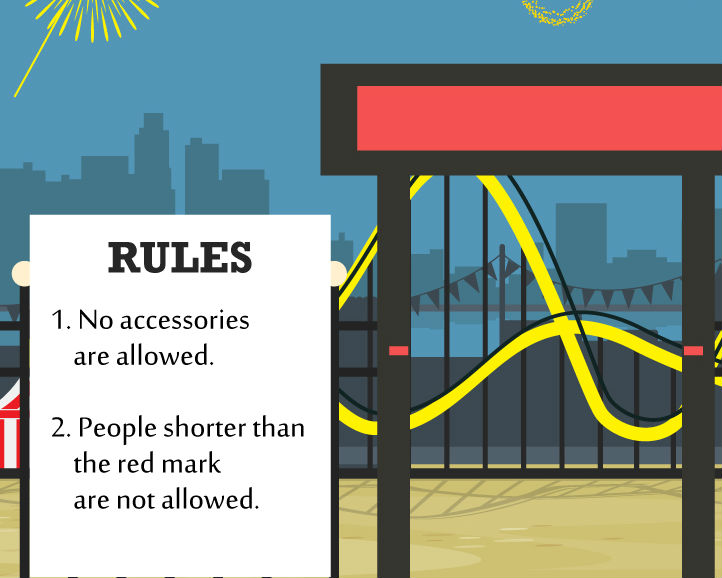 RULES
1. No accessories
are allowed.
2. People shorter than
the red mark
are not allowed.